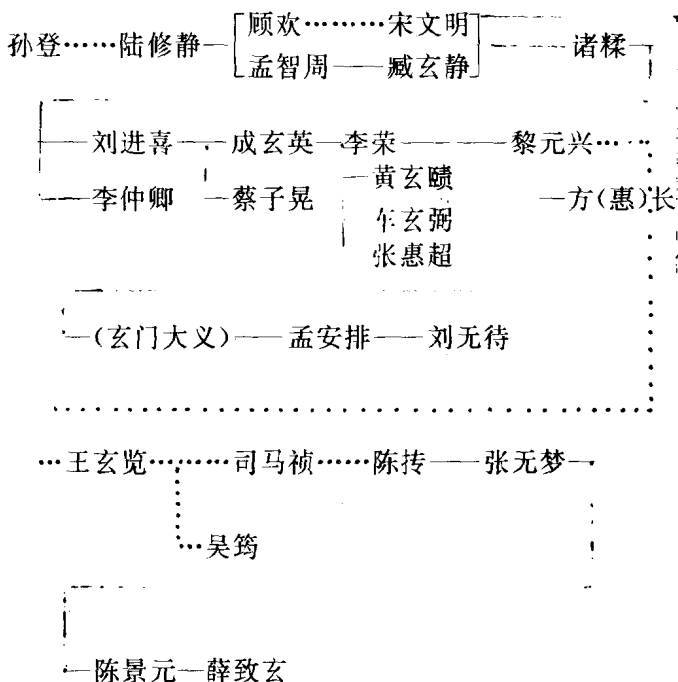 孙登……陆修静—顾欢………宋文明 诸糅
孟智周——臧玄静
刘进喜——成玄英—李荣———黎元兴……
黄玄赜
李仲卿 蔡子晃 方(惠)长
车玄弼
张惠超
(玄门大义)——孟安排——刘无待
…王玄览………司马祯……陈抟——张无梦
…吴筠
陈景元—薛致玄